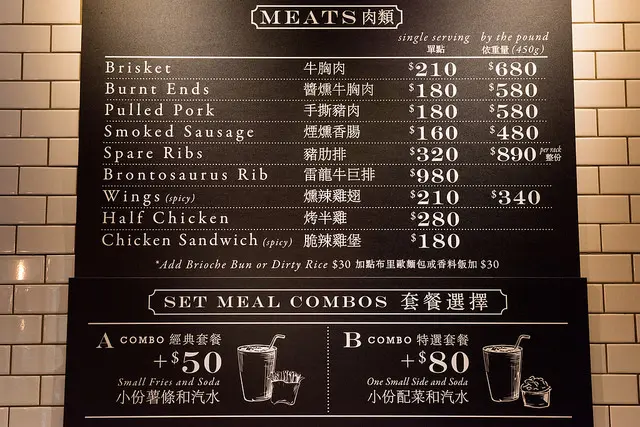 MEATS 肉類
single serving by the pound
單點 依重量 (450g)
Brisket 牛胸肉 $210 $680
Burnt Ends 醬燻牛胸肉 $180 $580
Pulled Pork 手撕豬肉 $180 $580
Smoked Sausage 煙燻香腸 $160 $480
Spare Ribs 豬肋排 $320 $890 per rack 整份
Brontosaurus Rib 雷龍牛巨排 $980
Wings (spicy) 燻辣雞翅 $210 $340
Half Chicken 烤半雞 $280
Chicken Sandwich (spicy) 脆辣雞堡 $180
*Add Brioche Bun or Dirty Rice $30 加點布里歐麵包或香料飯加 $30
SET MEAL COMBOS 套餐選擇
A COMBO 經典套餐
+$50
Small Fries and Soda
小份薯條和汽水
B COMBO 特選套餐
+$80
One Small Side and Soda
小份配菜和汽水